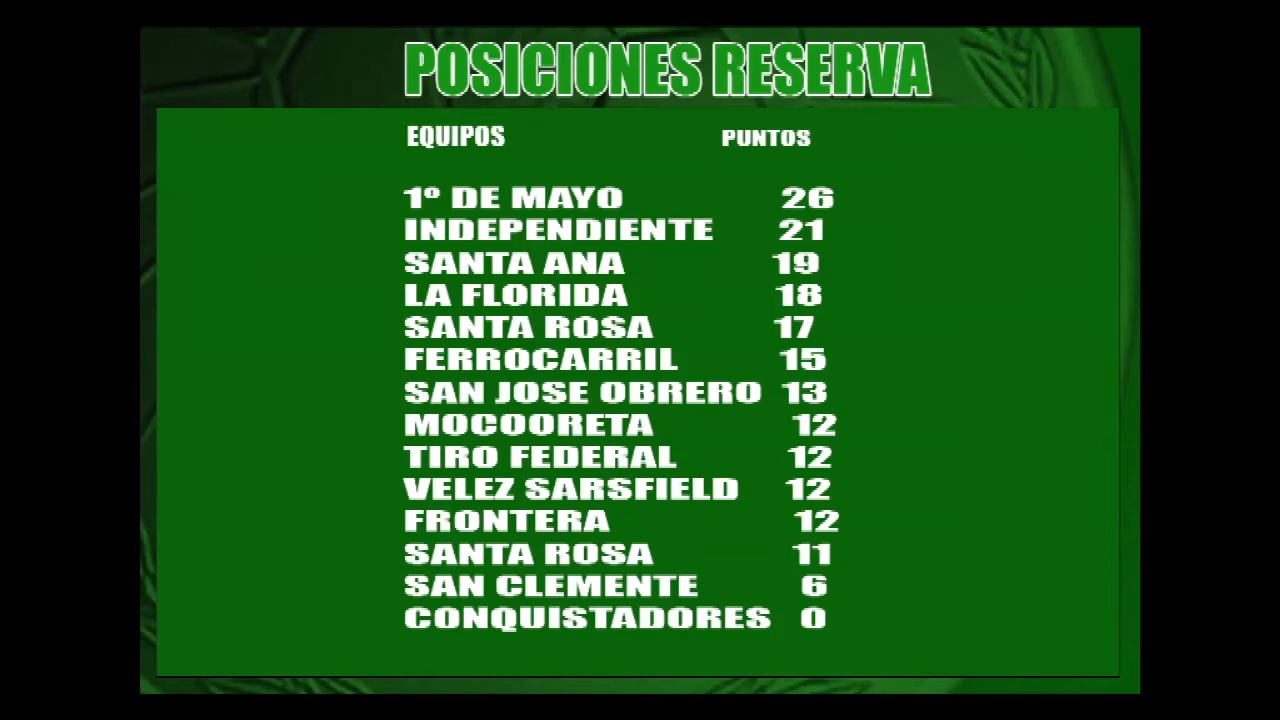 POSICIONES RESERVA
EQUIPOS PUNTOS
1º DE MAYO 26
INDEPENDIENTE 21
SANTA ANA 19
LA FLORIDA 18
SANTA ROSA 17
FERROCARRIL 15
SAN JOSE OBRERO 13
MOCOORETA 12
TIRO FEDERAL 12
VELEZ SARSFIELD 12
FRONTERA 12
SANTA ROSA 11
SAN CLEMENTE 6
CONQUISTADORES 0